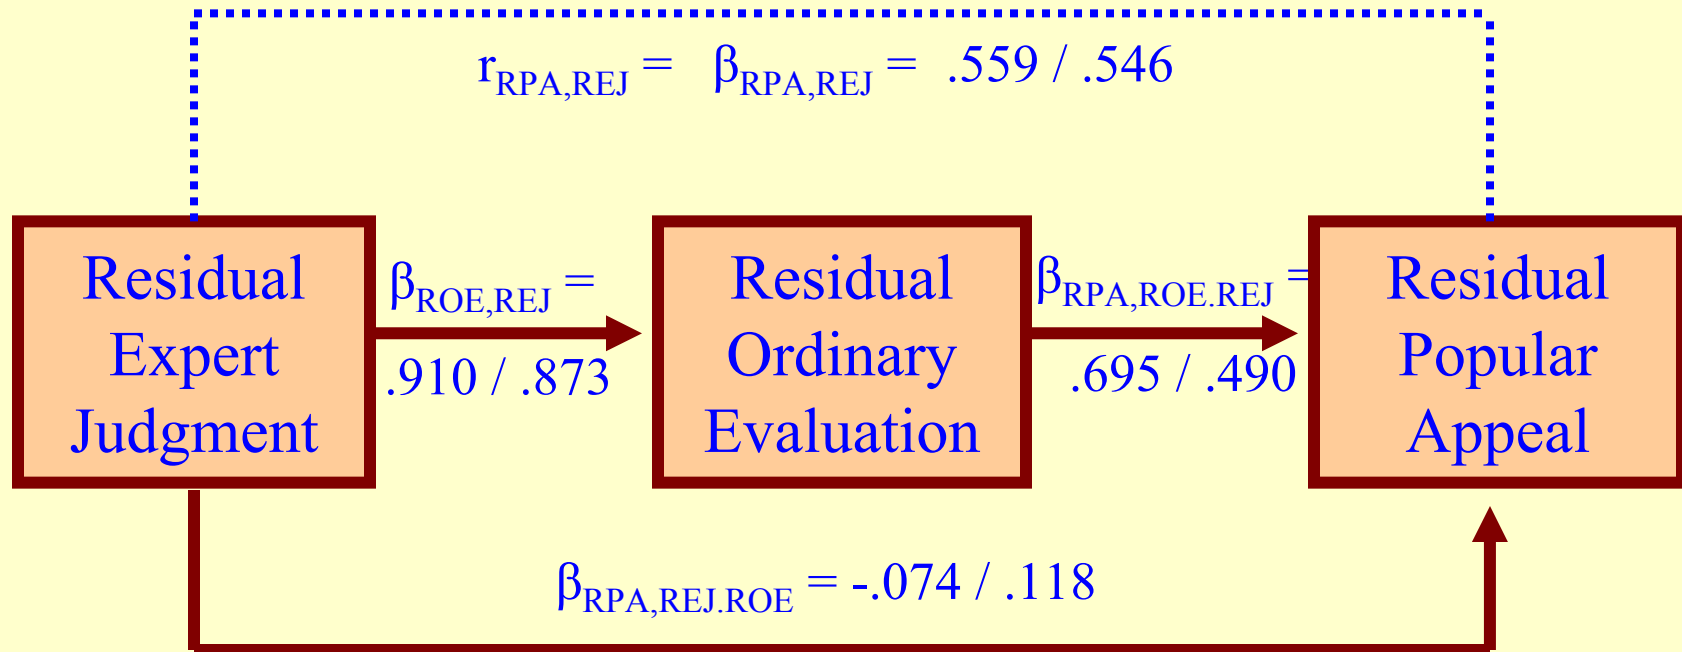 r_RPA,REJ = β_RPA,REJ = .559 / .546
Residual
Expert
Judgment
β_ROE,REJ =
.910 / .873
Residual
Ordinary
Evaluation
β_RPA,ROE.REJ =
.695 / .490
Residual
Popular
Appeal
β_RPA,REJ.ROE = -.074 / .118